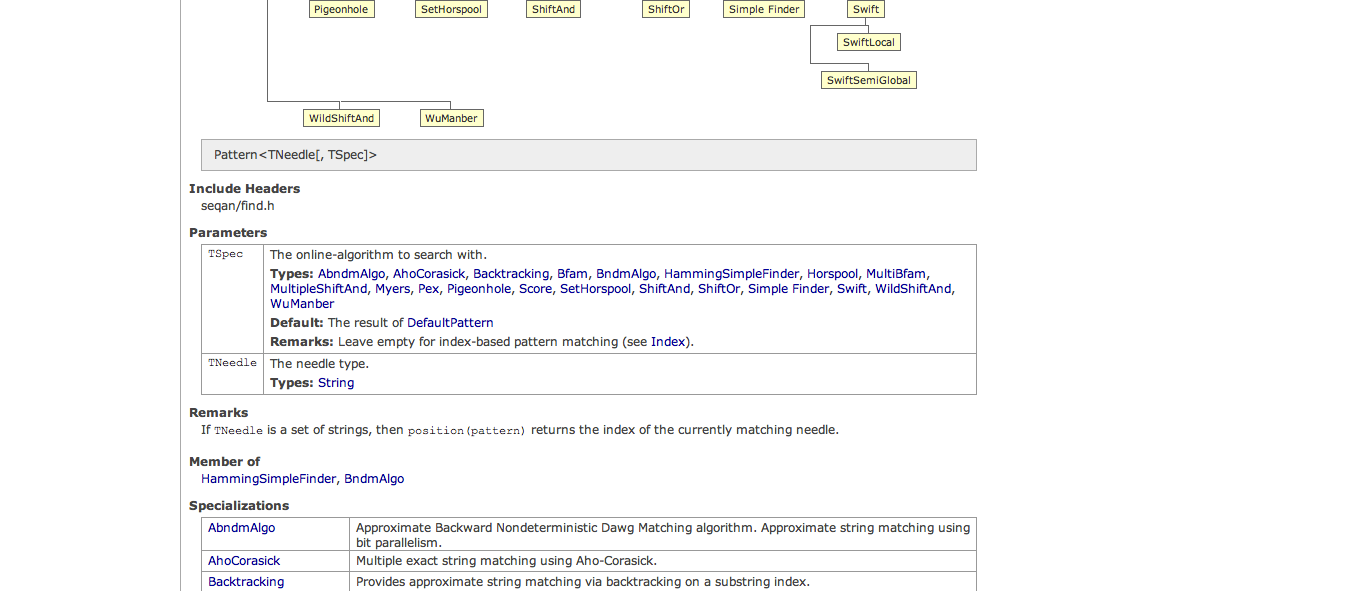 Pigeonhole SetHorspool ShiftAnd ShiftOr Simple Finder Swift
SwiftLocal
SwiftSemiGlobal
WildShiftAnd WuManber
Pattern<TNeedle[, TSpec]>
Include Headers
seqan/find.h
Parameters
TSpec The online-algorithm to search with.
Types: AbndmAlgo, AhoCorasick, Backtracking, Bfam, BndmAlgo, HammingSimpleFinder, Horspool, MultiBfam,
MultipleShiftAnd, Myers, Pex, Pigeonhole, Score, SetHorspool, ShiftAnd, ShiftOr, Simple Finder, Swift, WildShiftAnd,
WuManber
Default: The result of DefaultPattern
Remarks: Leave empty for index-based pattern matching (see Index).
TNeedle The needle type.
Types: String
Remarks
If TNeedle is a set of strings, then position(pattern) returns the index of the currently matching needle.
Member of
HammingSimpleFinder, BndmAlgo
Specializations
AbndmAlgo Approximate Backward Nondeterministic Dawg Matching algorithm. Approximate string matching using
bit parallelism.
AhoCorasick Multiple exact string matching using Aho-Corasick.
Backtracking Provides approximate string matching via backtracking on a substring index.